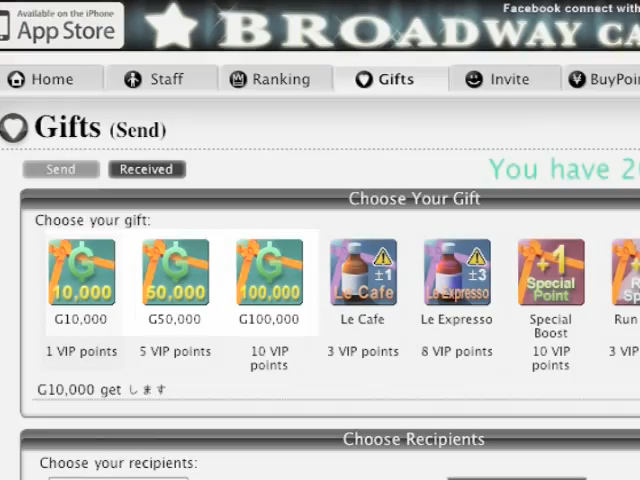 Available on the iPhone
App Store
Facebook connect with
BROADWAY CA
Home
Staff
Ranking
Gifts
Invite
BuyPoi
Gifts (Send)
Send
Received
You have 2
Choose Your Gift
Choose your gift:
10,000
50,000
100,000
±1
Le Cafe
±3
Le Expresso
+1
Special
Point
G10,000
G50,000
G100,000
Le Cafe
Le Expresso
Special
Boost
Run
1 VIP points
5 VIP points
10 VIP
points
3 VIP points
8 VIP points
10 VIP
points
3 VIP
G10,000 get します
Choose Recipients
Choose your recipients: